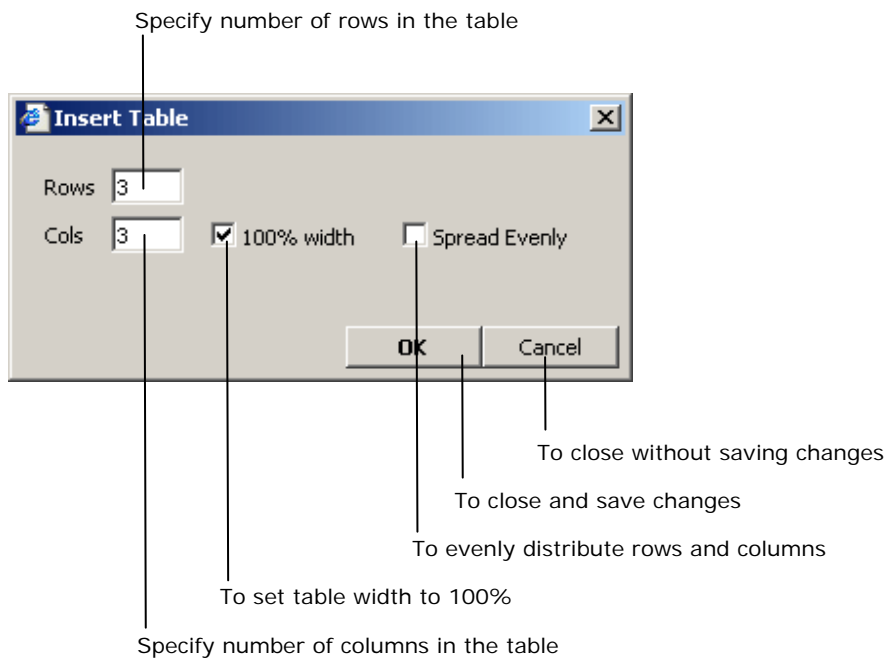 Specify number of rows in the table
Insert Table
Rows 3
Cols 3 100% width Spread Evenly
OK Cancel
To close without saving changes
To close and save changes
To evenly distribute rows and columns
To set table width to 100%
Specify number of columns in the table